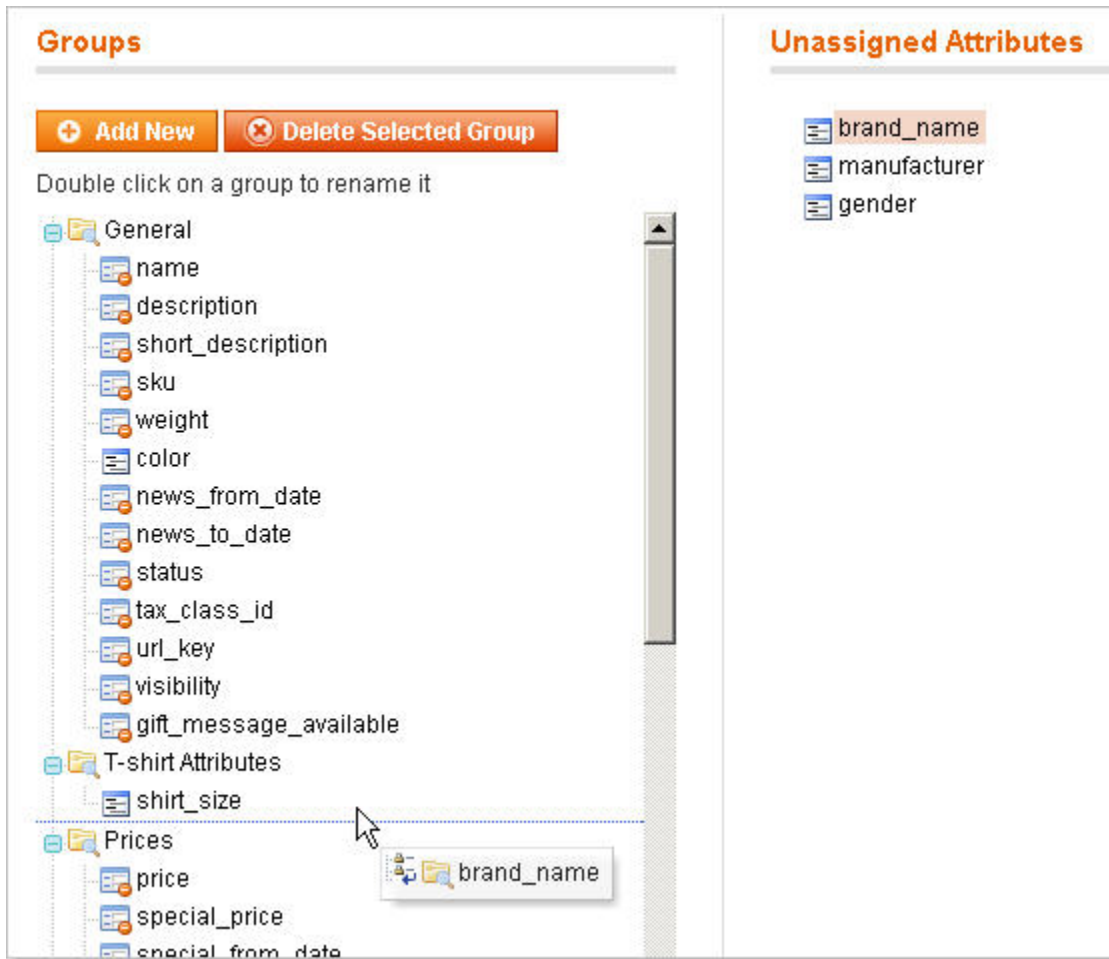 Groups
Add New
Delete Selected Group
Double click on a group to rename it
General
name
description
short_description
sku
weight
color
news_from_date
news_to_date
status
tax_class_id
url_key
visibility
gift_message_available
T-shirt Attributes
shirt_size
Prices
price
special_price
special_from_date
brand_name
Unassigned Attributes
brand_name
manufacturer
gender